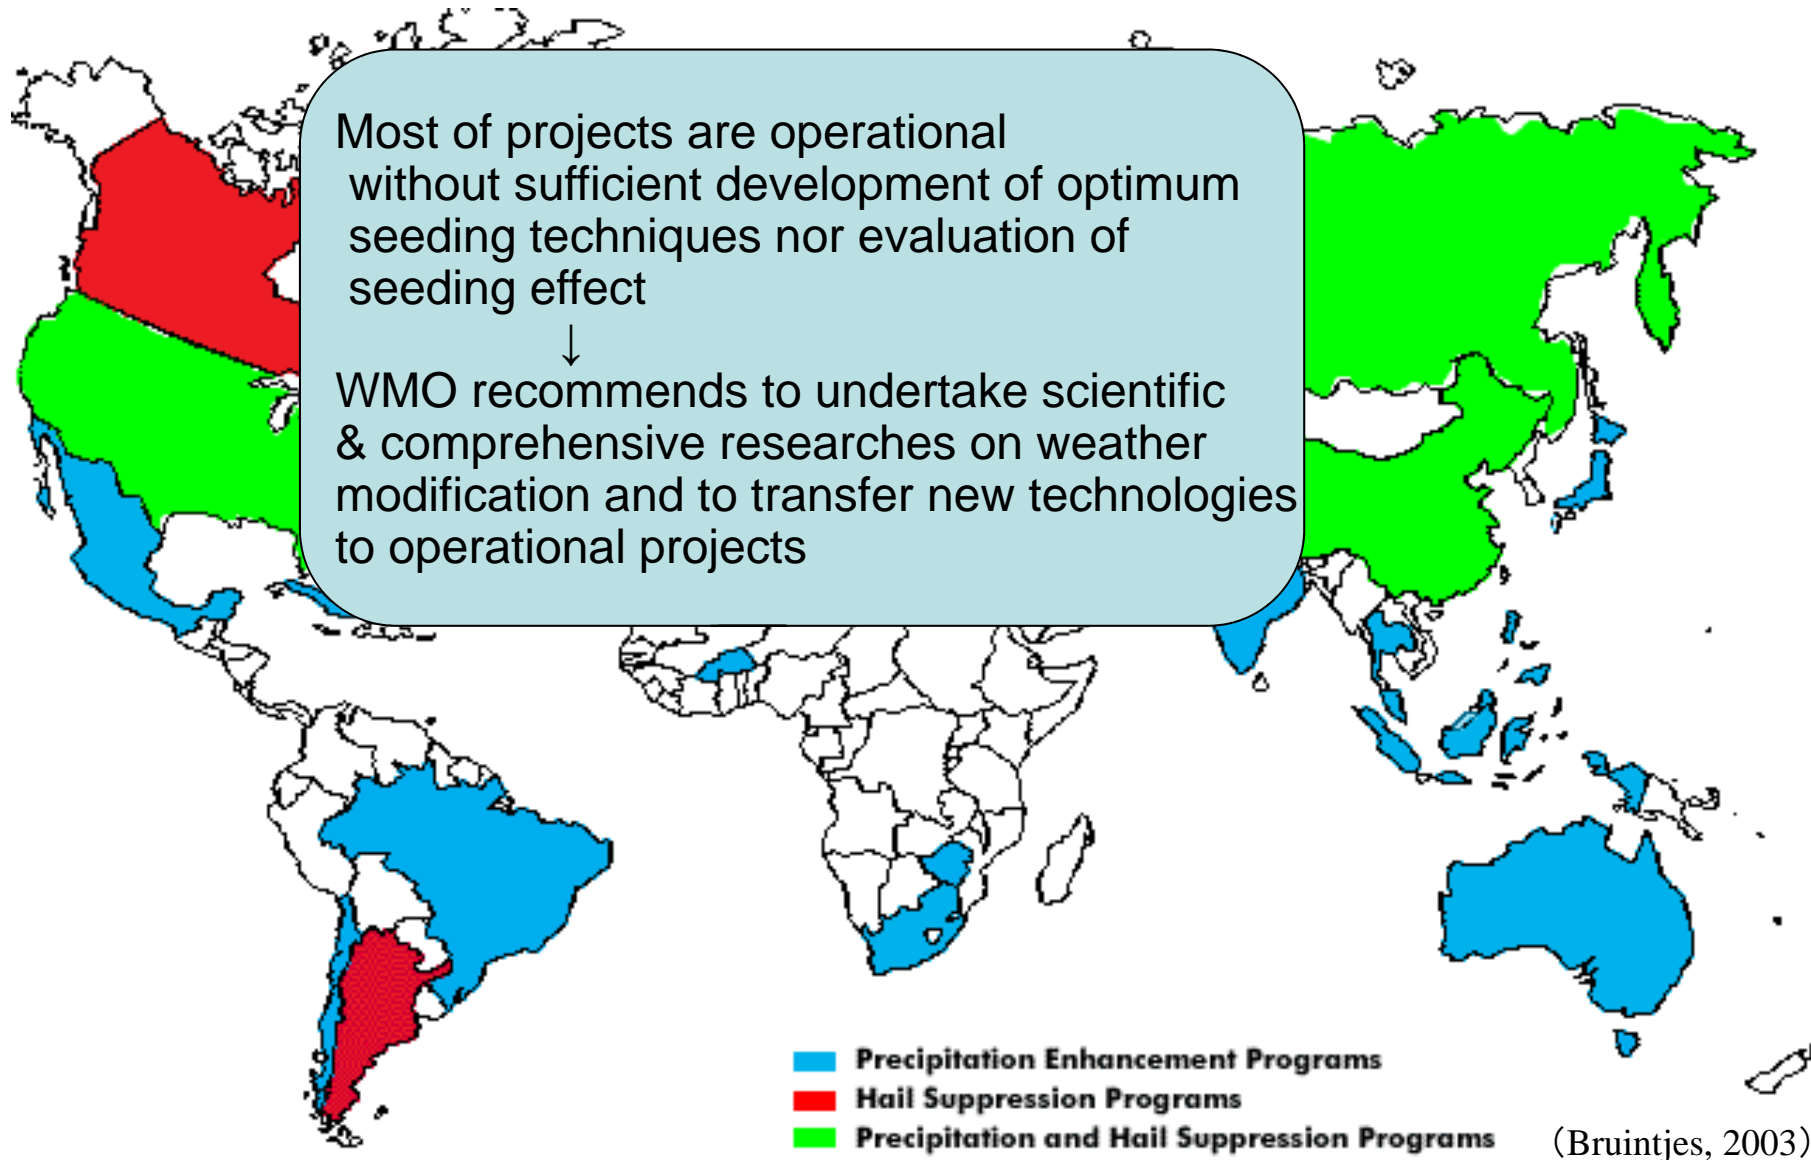 Most of projects are operational
without sufficient development of optimum
seeding techniques nor evaluation of
seeding effect
↓
WMO recommends to undertake scientific
& comprehensive researches on weather
modification and to transfer new technologies
to operational projects
Precipitation Enhancement Programs
Hail Suppression Programs
Precipitation and Hail Suppression Programs
(Bruintjes, 2003)